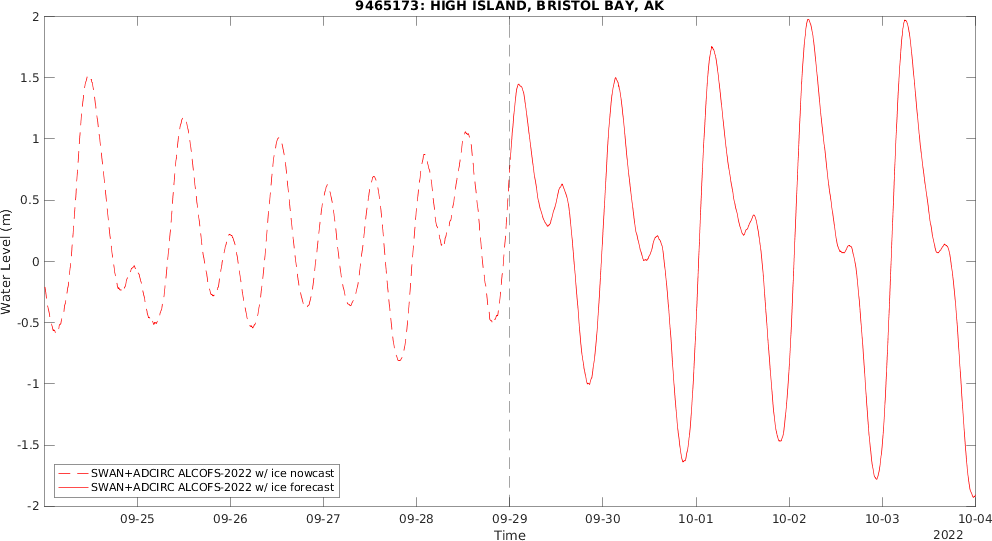 9465173: HIGH ISLAND, BRISTOL BAY, AK
2
1.5
1
0.5
0
-0.5
-1
-1.5
-2
Water Level (m)
SWAN+ADCIRC ALCOFS-2022 w/ ice nowcast
SWAN+ADCIRC ALCOFS-2022 w/ ice forecast
09-25 09-26 09-27 09-28 09-29 09-30 10-01 10-02 10-03 10-04
Time
2022